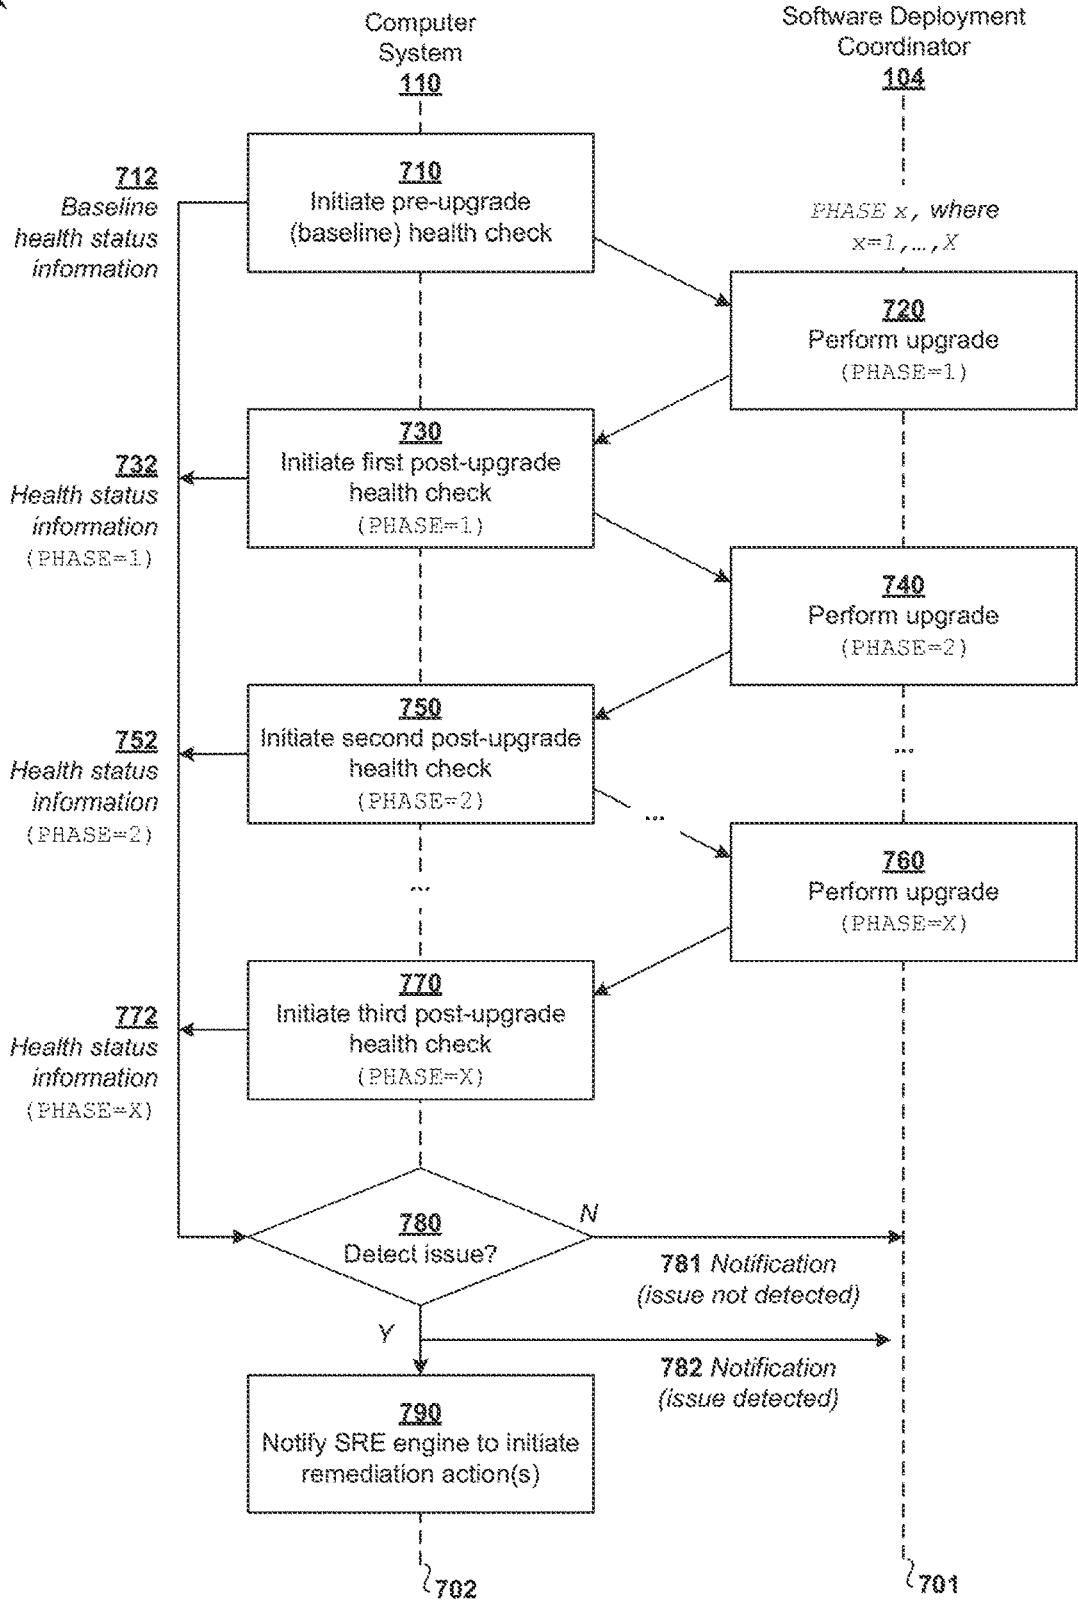 Computer
System
110
Software Deployment
Coordinator
104
712
Baseline
health status
information
710
Initiate pre-upgrade
(baseline) health check
PHASE x, where
x=1,...,X
720
Perform upgrade
(PHASE=1)
732
Health status
information
(PHASE=1)
730
Initiate first post-upgrade
health check
(PHASE=1)
740
Perform upgrade
(PHASE=2)
752
Health status
information
(PHASE=2)
750
Initiate second post-upgrade
health check
(PHASE=2)
...
...
760
Perform upgrade
(PHASE=X)
...
772
Health status
information
(PHASE=X)
770
Initiate third post-upgrade
health check
(PHASE=X)
780
Detect issue?
N
781 Notification
(issue not detected)
Y
782 Notification
(issue detected)
790
Notify SRE engine to initiate
remediation action(s)
702
701